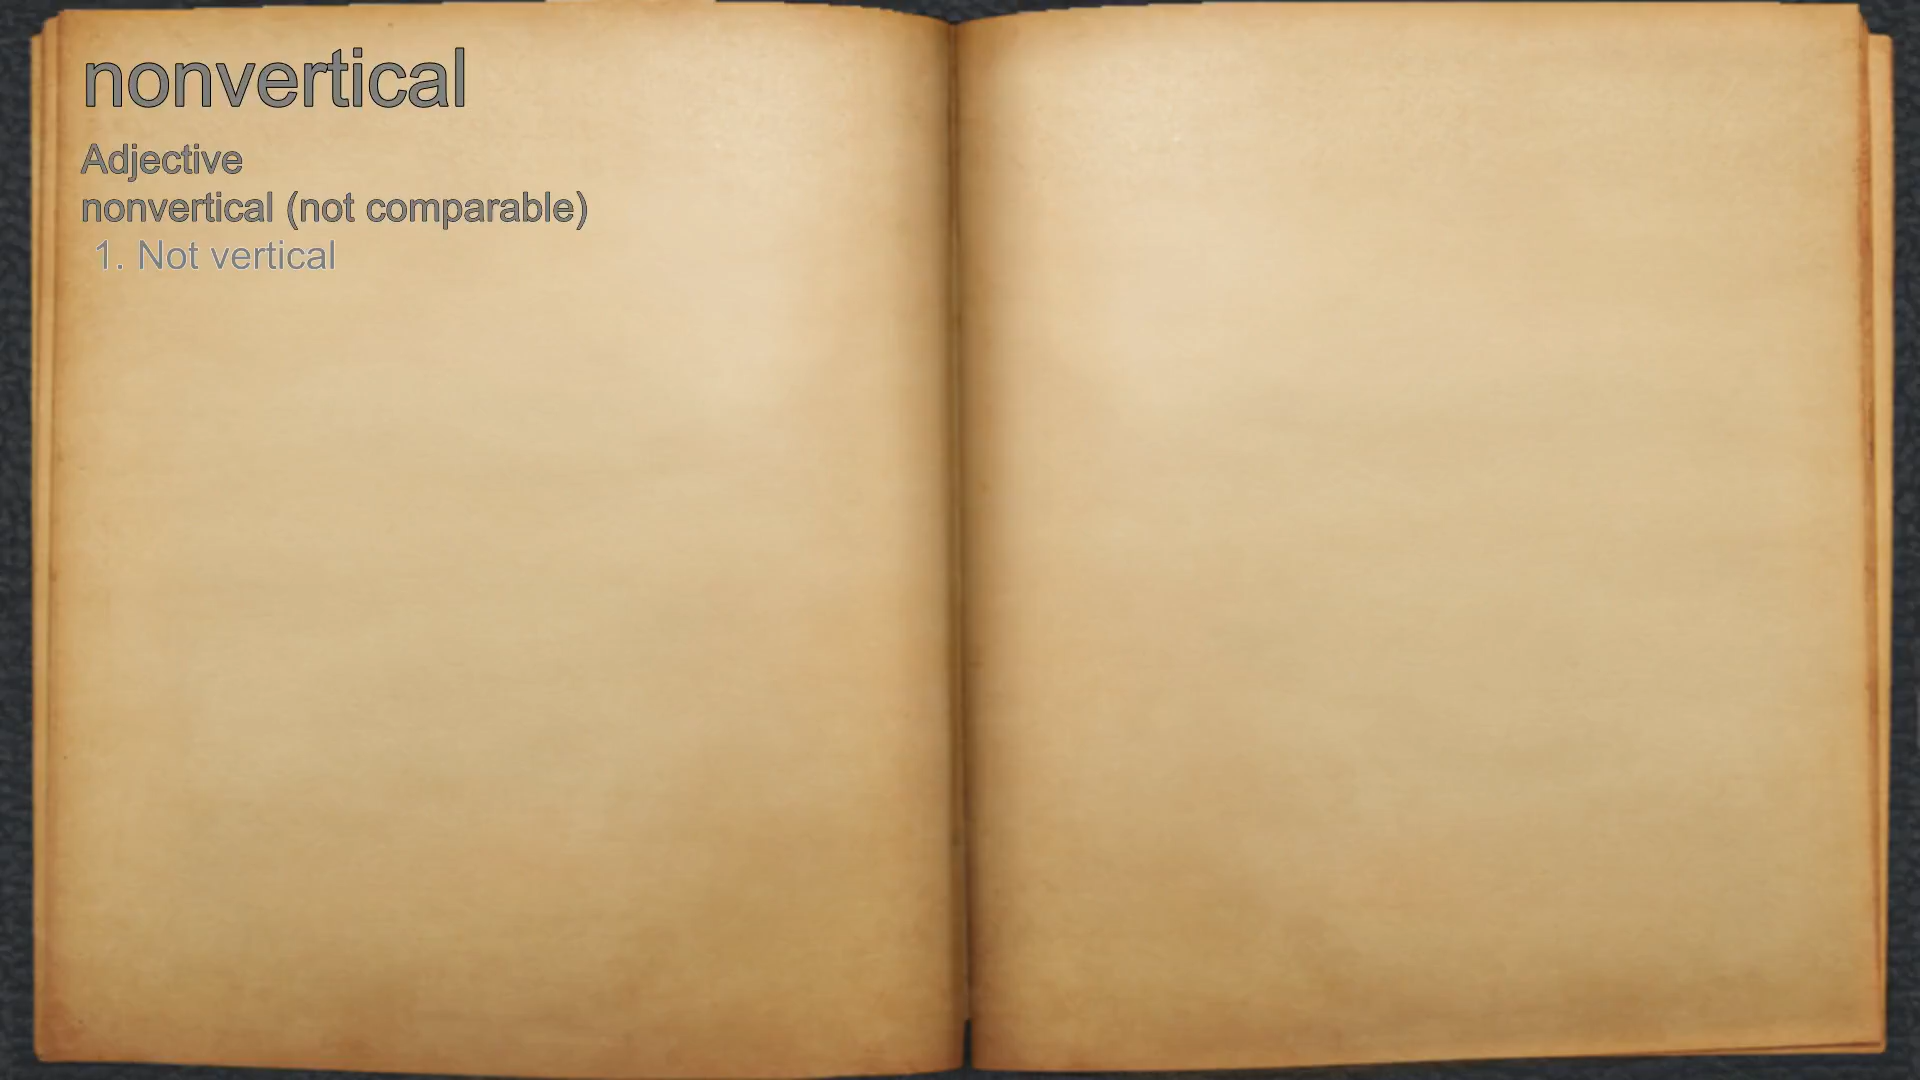 nonvertical
Adjective
nonvertical (not comparable)
1. Not vertical